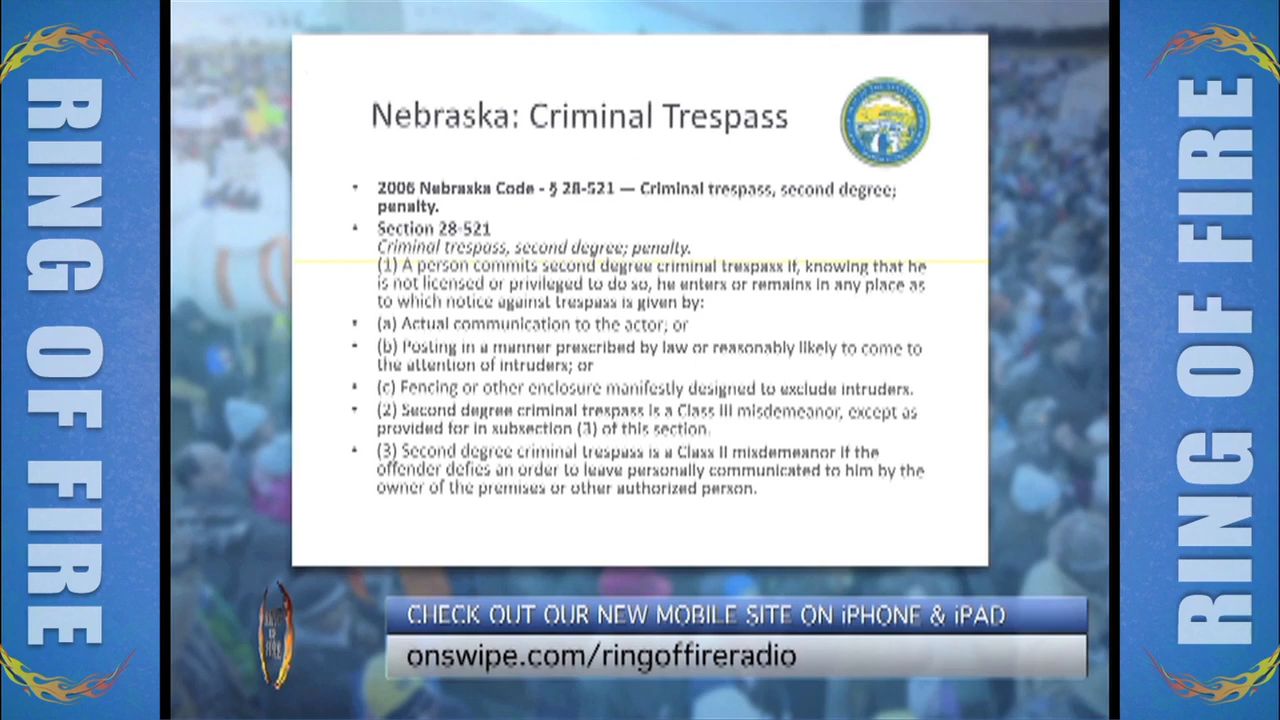 RING OF FIRE
Nebraska: Criminal Trespass
• 2006 Nebraska Code - § 28-521 — Criminal trespass, second degree;
penalty.
• Section 28-521
Criminal trespass, second degree; penalty.
(1) A person commits second degree criminal trespass if, knowing that he
is not licensed or privileged to do so, he enters or remains in any place as
to which notice against trespass is given by:
• (a) Actual communication to the actor; or
• (b) Posting in a manner prescribed by law or reasonably likely to come to
the attention of intruders; or
• (c) Fencing or other enclosure manifestly designed to exclude intruders.
• (2) Second degree criminal trespass is a Class III misdemeanor, except as
provided for in subsection (3) of this section.
• (3) Second degree criminal trespass is a Class II misdemeanor if the
offender defies an order to leave personally communicated to him by the
owner of the premises or other authorized person.
RING OF FIRE
CHECK OUT OUR NEW MOBILE SITE ON iPHONE & iPAD
onswipe.com/ringoffireradio
RING OF FIRE